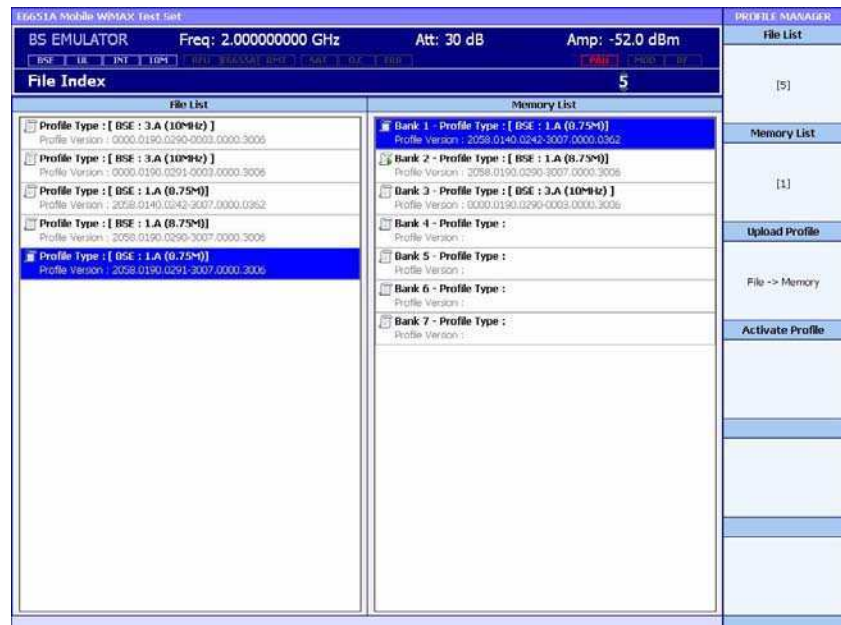 E6651A Mobile WiMAX Test Set
PROFILE MANAGER
BS EMULATOR Freq: 2.000000000 GHz Att: 30 dB Amp: -52.0 dBm
BSE UL INT 10M RMT SAT ERR MOD RF
File Index 5
File List
Profile Type : [ BSE : 3.A (10MHz) ]
Profile Version : 0000.0190.0290-0003.0000.3006
Profile Type : [ BSE : 3.A (10MHz) ]
Profile Version : 0000.0190.0291-0003.0000.3006
Profile Type : [ BSE : 1.A (8.75M)]
Profile Version : 2058.0140.0242-3007.0000.0362
Profile Type : [ BSE : 1.A (8.75M)]
Profile Version : 2058.0190.0290-3007.0000.3006
Profile Type : [ BSE : 1.A (8.75M)]
Profile Version : 2058.0190.0291-3007.0000.3006
Memory List
Bank 1 - Profile Type : [ BSE : 1.A (8.75M)]
Profile Version : 2058.0140.0242-3007.0000.0362
Bank 2 - Profile Type : [ BSE : 1.A (8.75M)]
Profile Version : 2058.0190.0290-3007.0000.3006
Bank 3 - Profile Type : [ BSE : 3.A (10MHz) ]
Profile Version : 0000.0190.0290-0003.0000.3006
Bank 4 - Profile Type :
Profile Version :
Bank 5 - Profile Type :
Profile Version :
Bank 6 - Profile Type :
Profile Version :
Bank 7 - Profile Type :
Profile Version :
File List
[5]
Memory List
[1]
Upload Profile
File -> Memory
Activate Profile